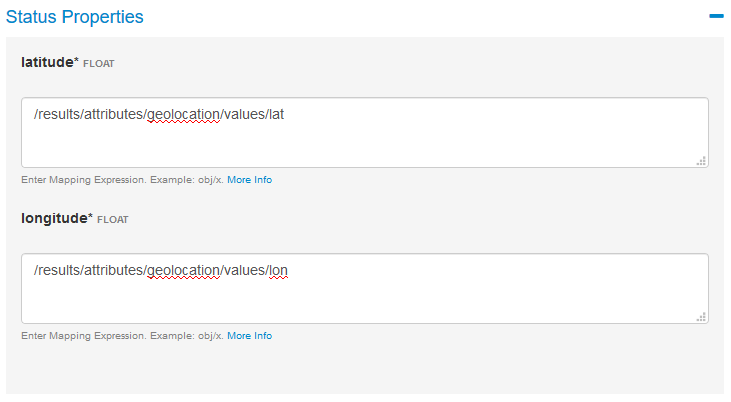 Status Properties
latitude* FLOAT
/results/attributes/geolocation/values/lat
Enter Mapping Expression. Example: obj/x. More Info
longitude* FLOAT
/results/attributes/geolocation/values/lon
Enter Mapping Expression. Example: obj/x. More Info